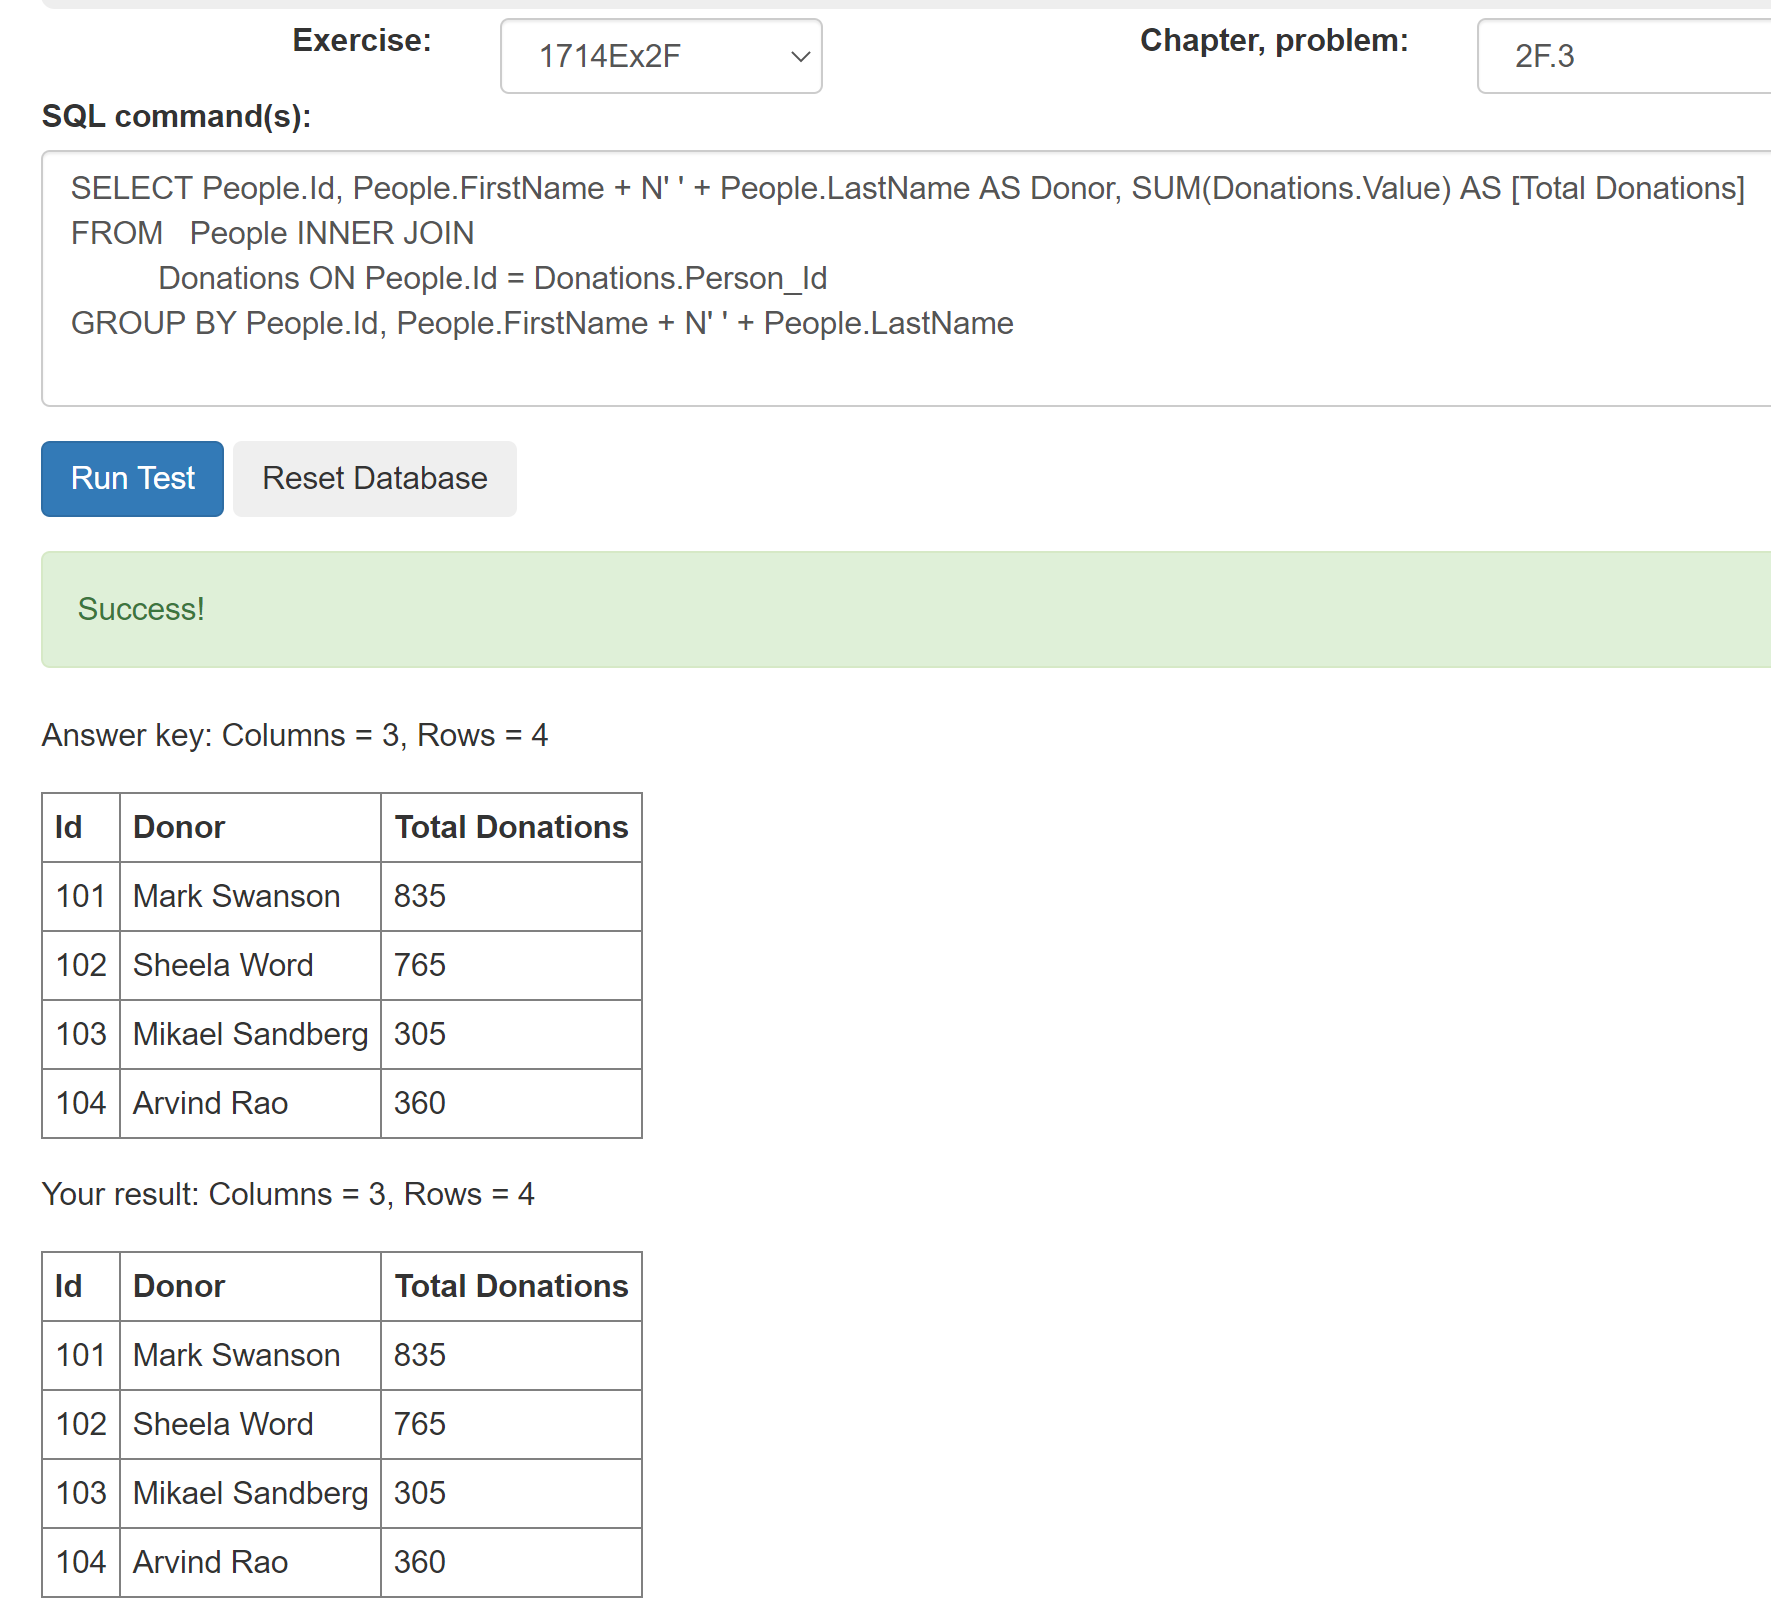 Exercise: 1714Ex2F Chapter, problem: 2F.3
SQL command(s):
SELECT People.Id, People.FirstName + N' ' + People.LastName AS Donor, SUM(Donations.Value) AS [Total Donations]
FROM   People INNER JOIN
Donations ON People.Id = Donations.Person_Id
GROUP BY People.Id, People.FirstName + N' ' + People.LastName
Run Test Reset Database
Success!
Answer key: Columns = 3, Rows = 4
Id Donor Total Donations
101 Mark Swanson 835
102 Sheela Word 765
103 Mikael Sandberg 305
104 Arvind Rao 360
Your result: Columns = 3, Rows = 4
Id Donor Total Donations
101 Mark Swanson 835
102 Sheela Word 765
103 Mikael Sandberg 305
104 Arvind Rao 360